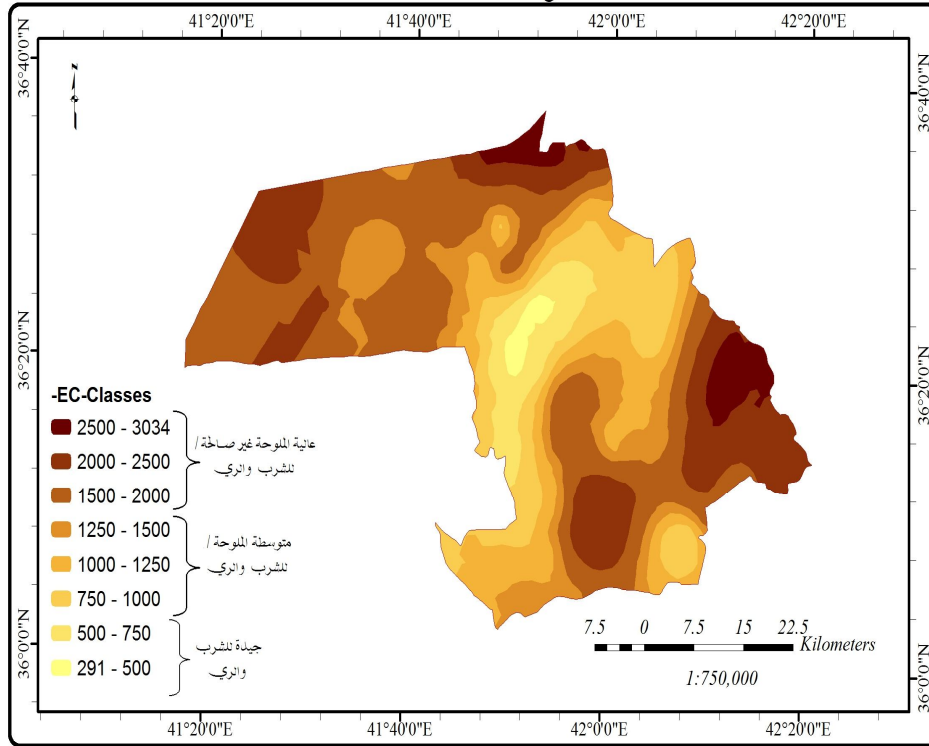 41°20'0"E 41°40'0"E 42°0'0"E 42°20'0"E
36°40'0"N
36°40'0"N
36°20'0"N
36°20'0"N
36°0'0"N
36°0'0"N
z
-EC-Classes
2500 - 3034
2000 - 2500
1500 - 2000
عالية الملوحة غير صالحة /
للشرب والري
1250 - 1500
1000 - 1250
750 - 1000
متوسطة الملوحة /
للشرب والري
500 - 750
291 - 500
جيدة للشرب
والري
7.5 0 7.5 15 22.5
Kilometers
1:750,000
41°20'0"E 41°40'0"E 42°0'0"E 42°20'0"E